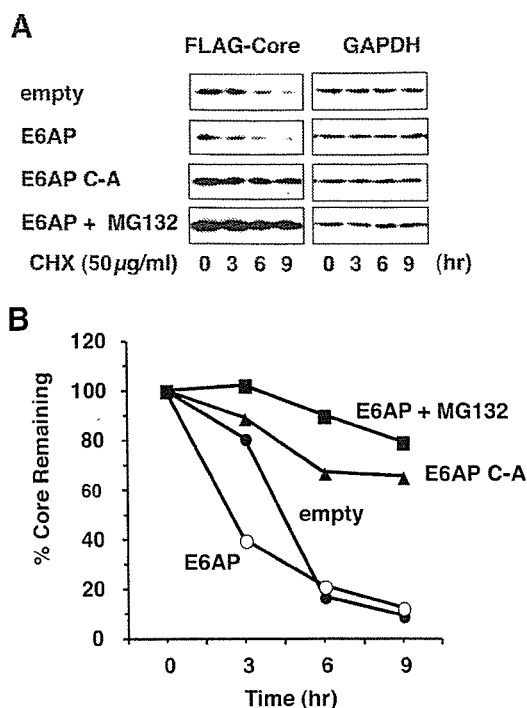 A
FLAG-Core GAPDH
empty
E6AP
E6AP C-A
E6AP + MG132
CHX (50µg/ml) 0 3 6 9 0 3 6 9 (hr)
B
120
100
80
60
40
20
0
% Core Remaining
E6AP + MG132
E6AP C-A
empty
E6AP
0 3 6 9
Time (hr)